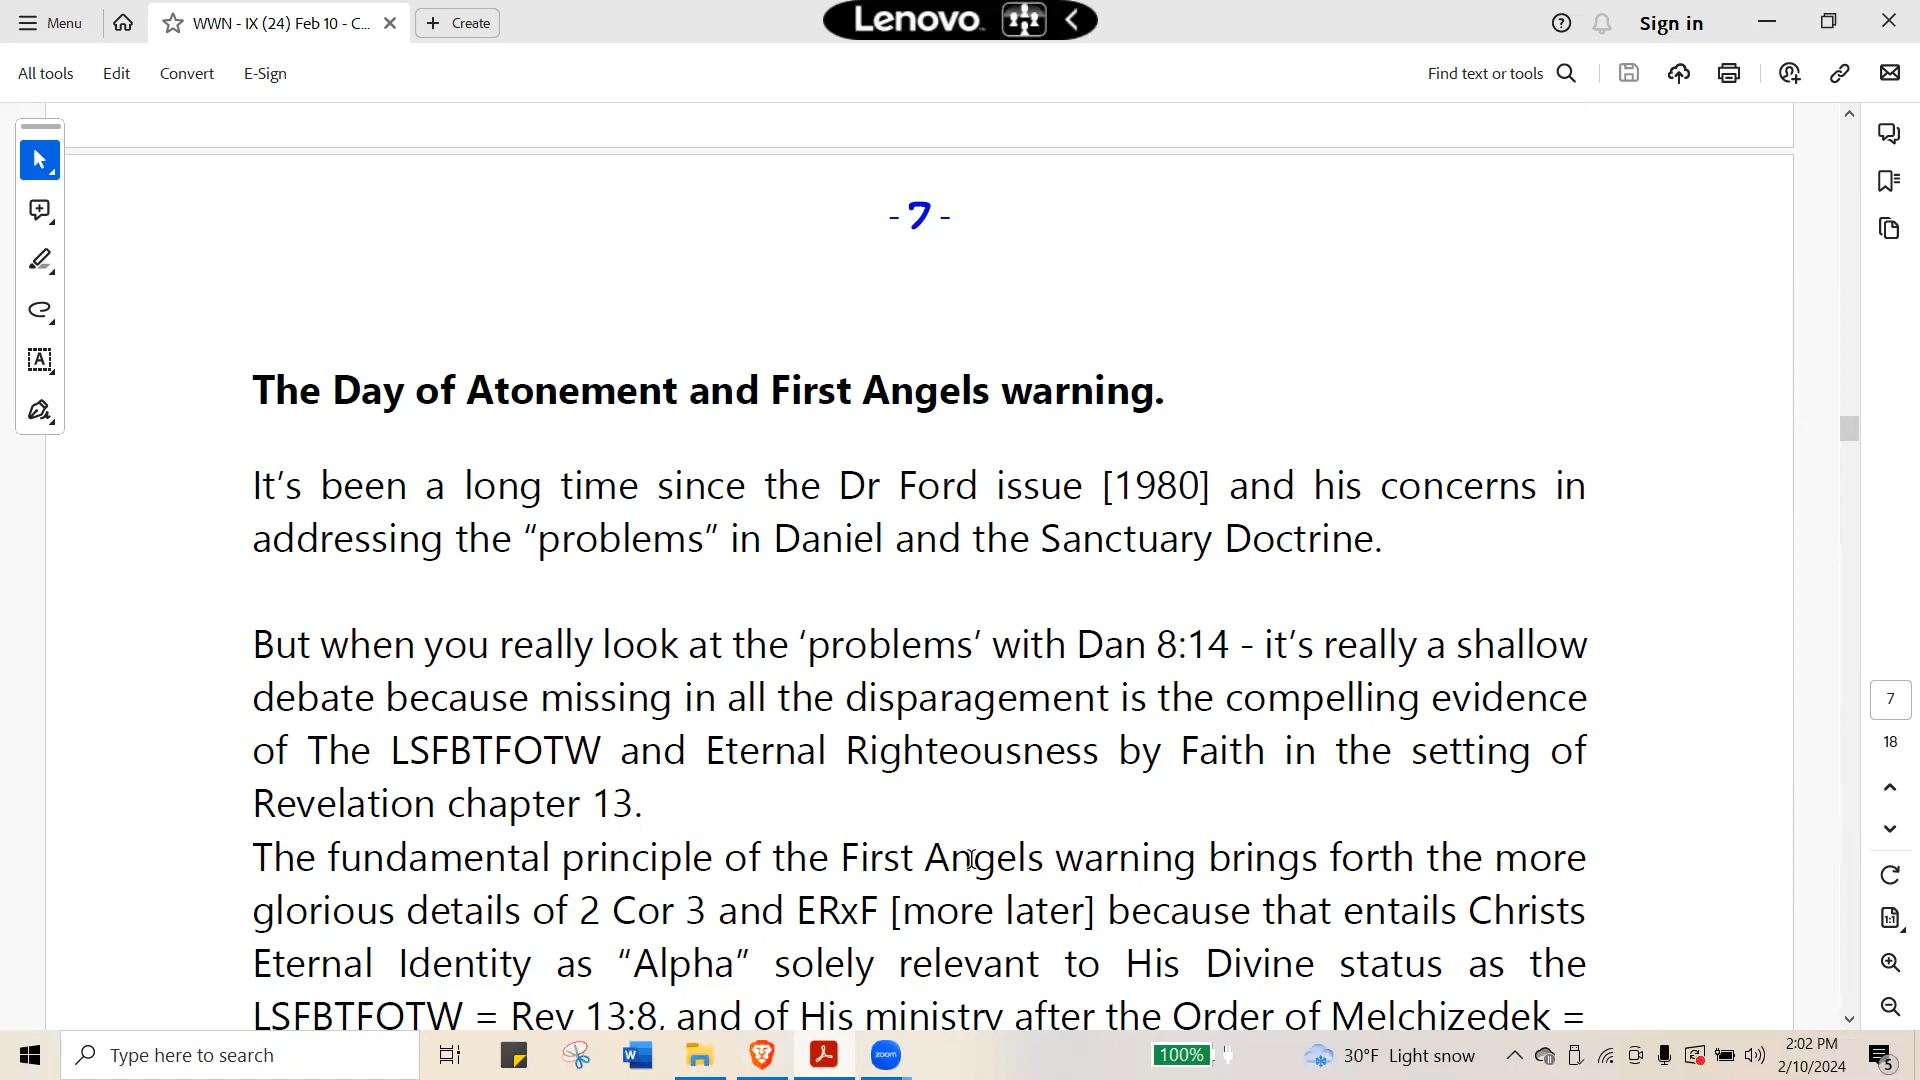 Menu
WWN - IX (24) Feb 10 - C...
Create
Lenovo
Sign in
All tools
Edit
Convert
E-Sign
Find text or tools
- 7 -
The Day of Atonement and First Angels warning.
It’s been a long time since the Dr Ford issue [1980] and his concerns in
addressing the “problems” in Daniel and the Sanctuary Doctrine.
But when you really look at the ‘problems’ with Dan 8:14 - it’s really a shallow
debate because missing in all the disparagement is the compelling evidence
of The LSFBTFOTW and Eternal Righteousness by Faith in the setting of
Revelation chapter 13.
The fundamental principle of the First Angels warning brings forth the more
glorious details of 2 Cor 3 and ERxF [more later] because that entails Christs
Eternal Identity as “Alpha” solely relevant to His Divine status as the
LSFBTFOTW = Rev 13:8, and of His ministry after the Order of Melchizedek =
7
18
Type here to search
zoom
100%
30°F Light snow
2:02 PM
2/10/2024
5